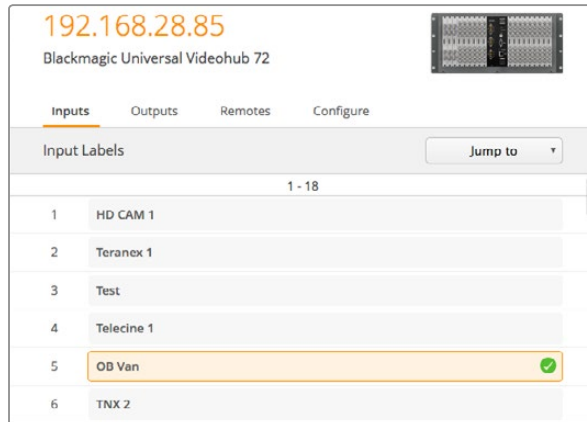 192.168.28.85
Blackmagic Universal Videohub 72
Inputs Outputs Remotes Configure
Input Labels Jump to
1 - 18
1 HD CAM 1
2 Teranex 1
3 Test
4 Telecine 1
5 OB Van
6 TNX 2